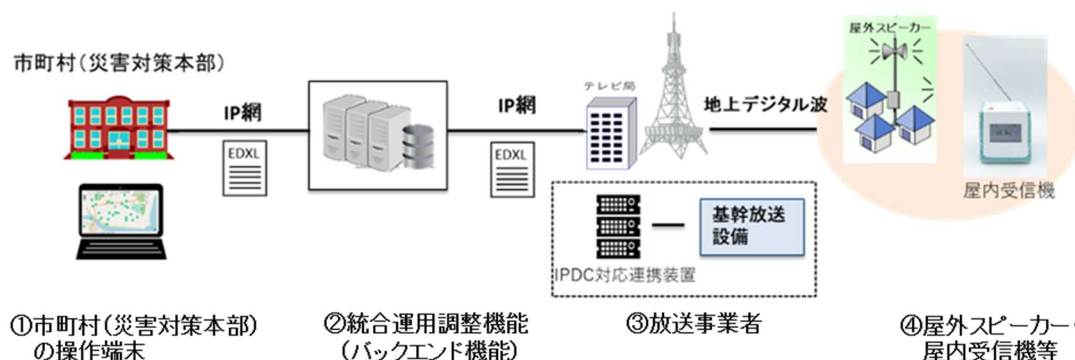 市町村(災害対策本部)
IP網
EDXL
IP網
EDXL
テレビ局
地上デジタル波
屋外スピーカー
屋内受信機
基幹放送
設備
IPDC対応連携装置
①市町村(災害対策本部)
の操作端末
②統合運用調整機能
(バックエンド機能)
③放送事業者
④屋外スピーカー・
屋内受信機等